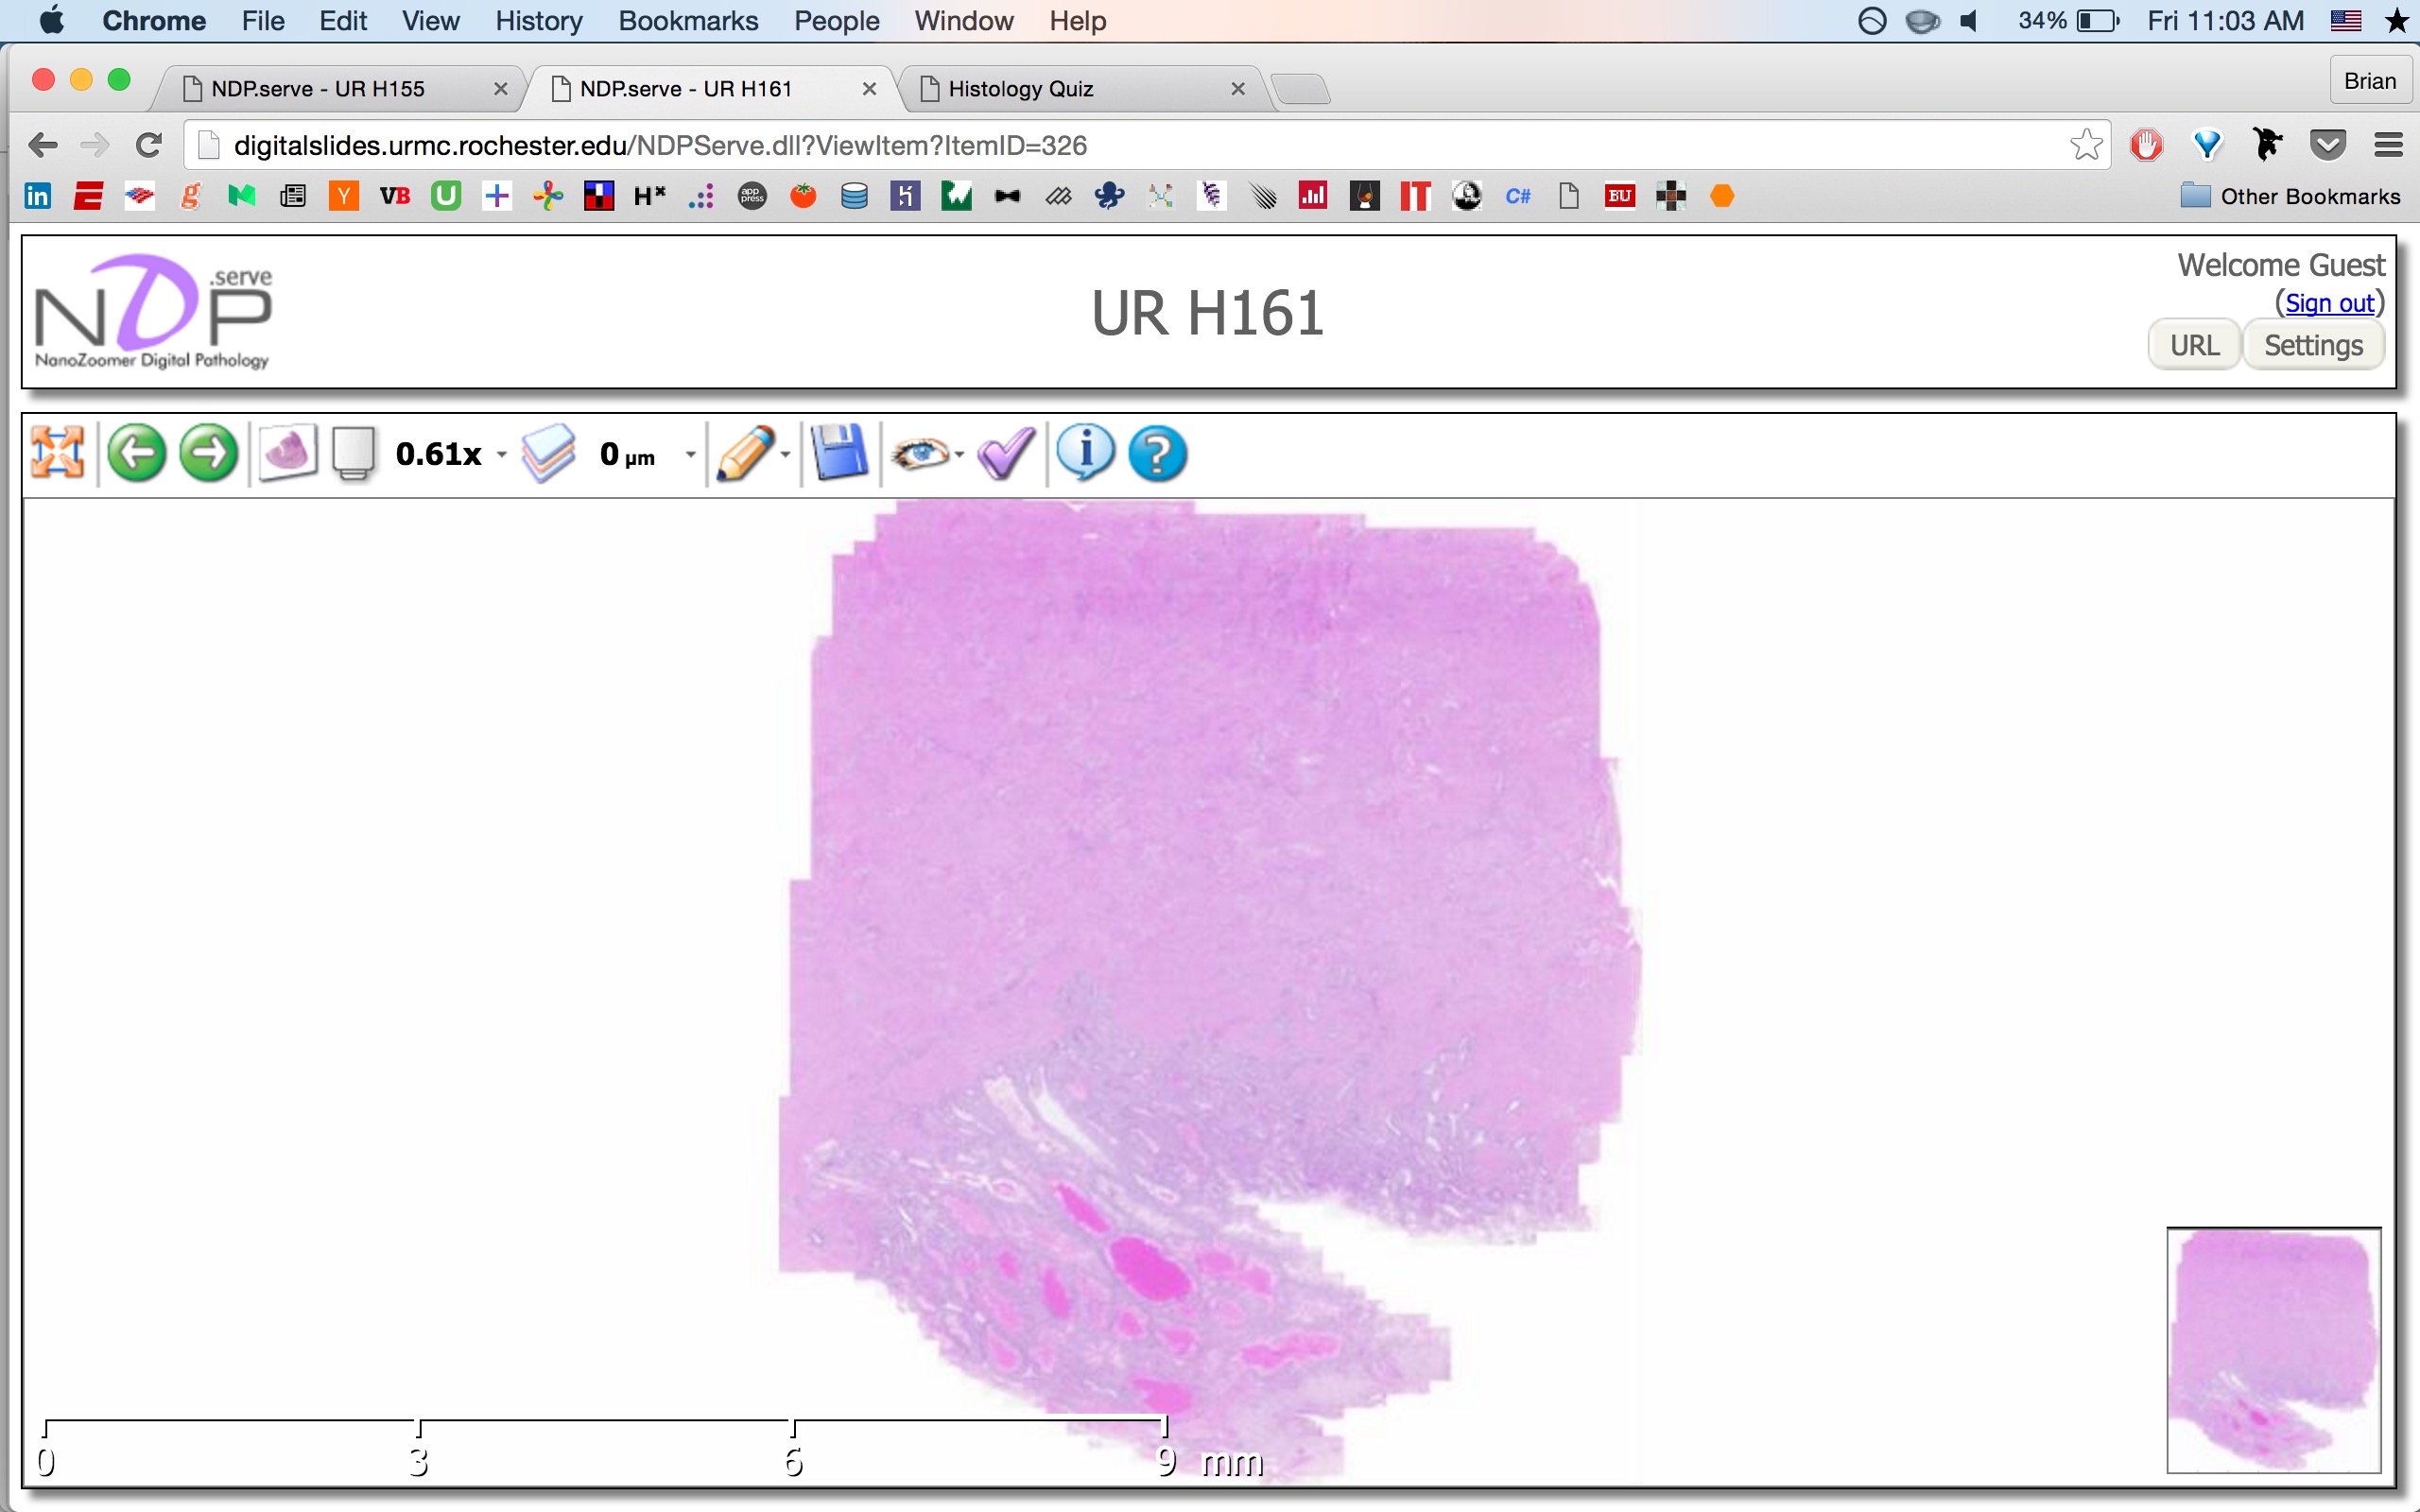 Chrome File Edit View History Bookmarks People Window Help 34% Fri 11:03 AM
NDP.serve - UR H155 NDP.serve - UR H161 Histology Quiz Brian
digitalslides.urmc.rochester.edu/NDPServe.dll?ViewItem?ItemID=326
in g Y VB U H× app press IT C# BU Other Bookmarks
NDP .serve
NanoZoomer Digital Pathology
UR H161
Welcome Guest
(Sign out)
URL Settings
0.61x 0 µm
0 3 6 9 mm